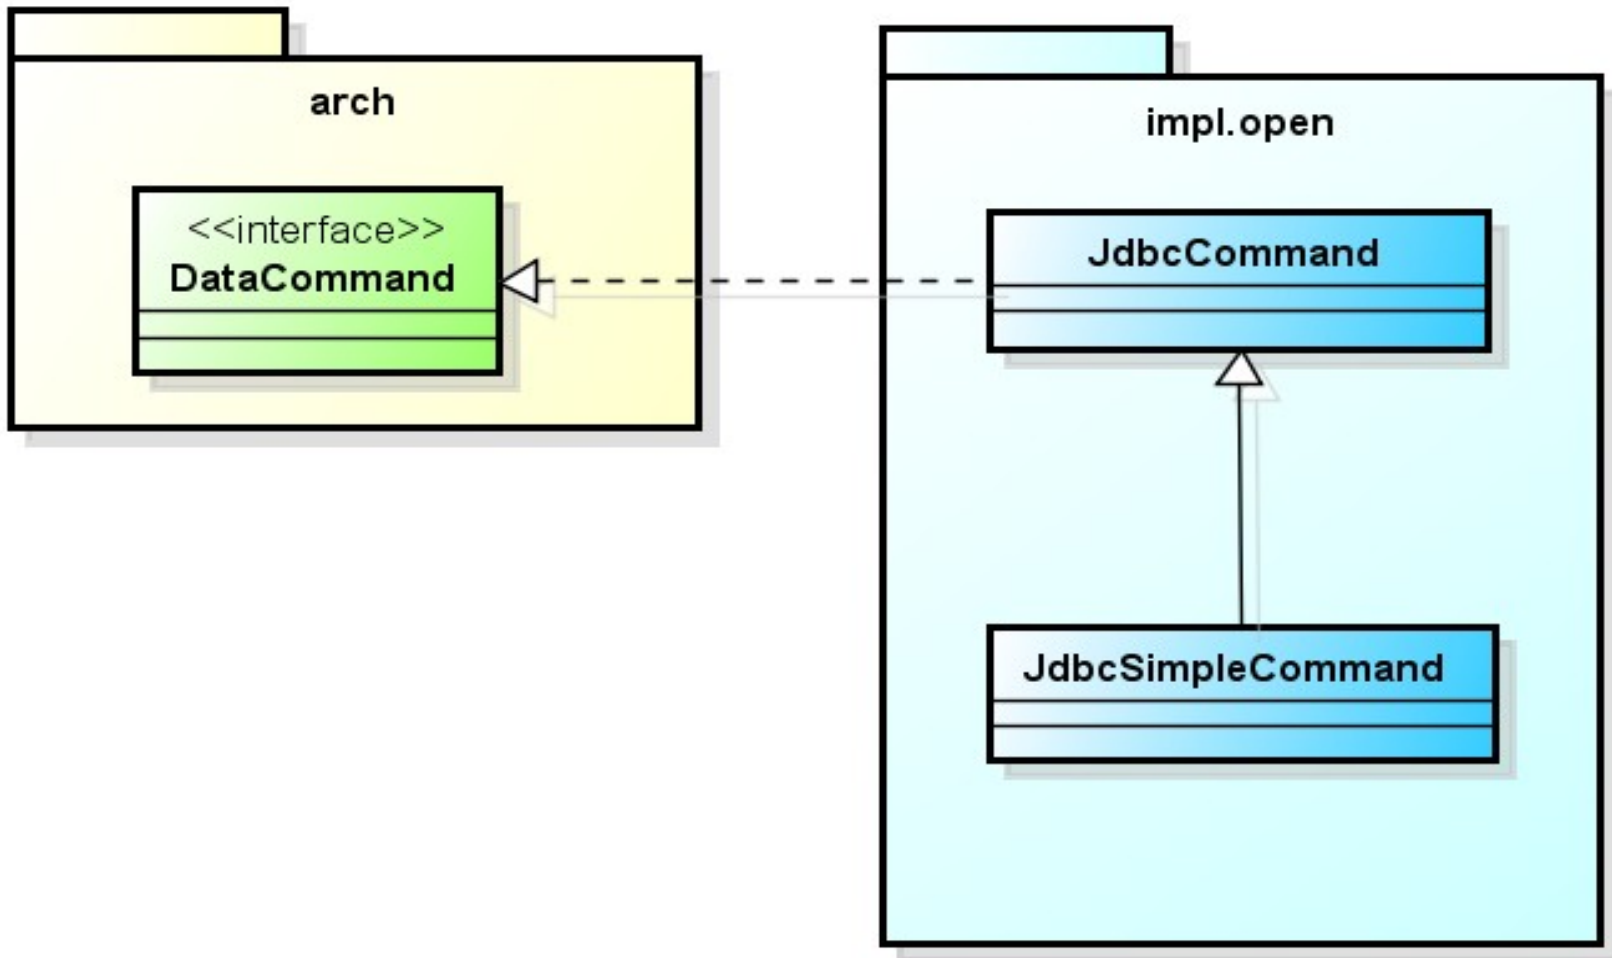 arch
<<interface>>
DataCommand
impl.open
JdbcCommand
JdbcSimpleCommand